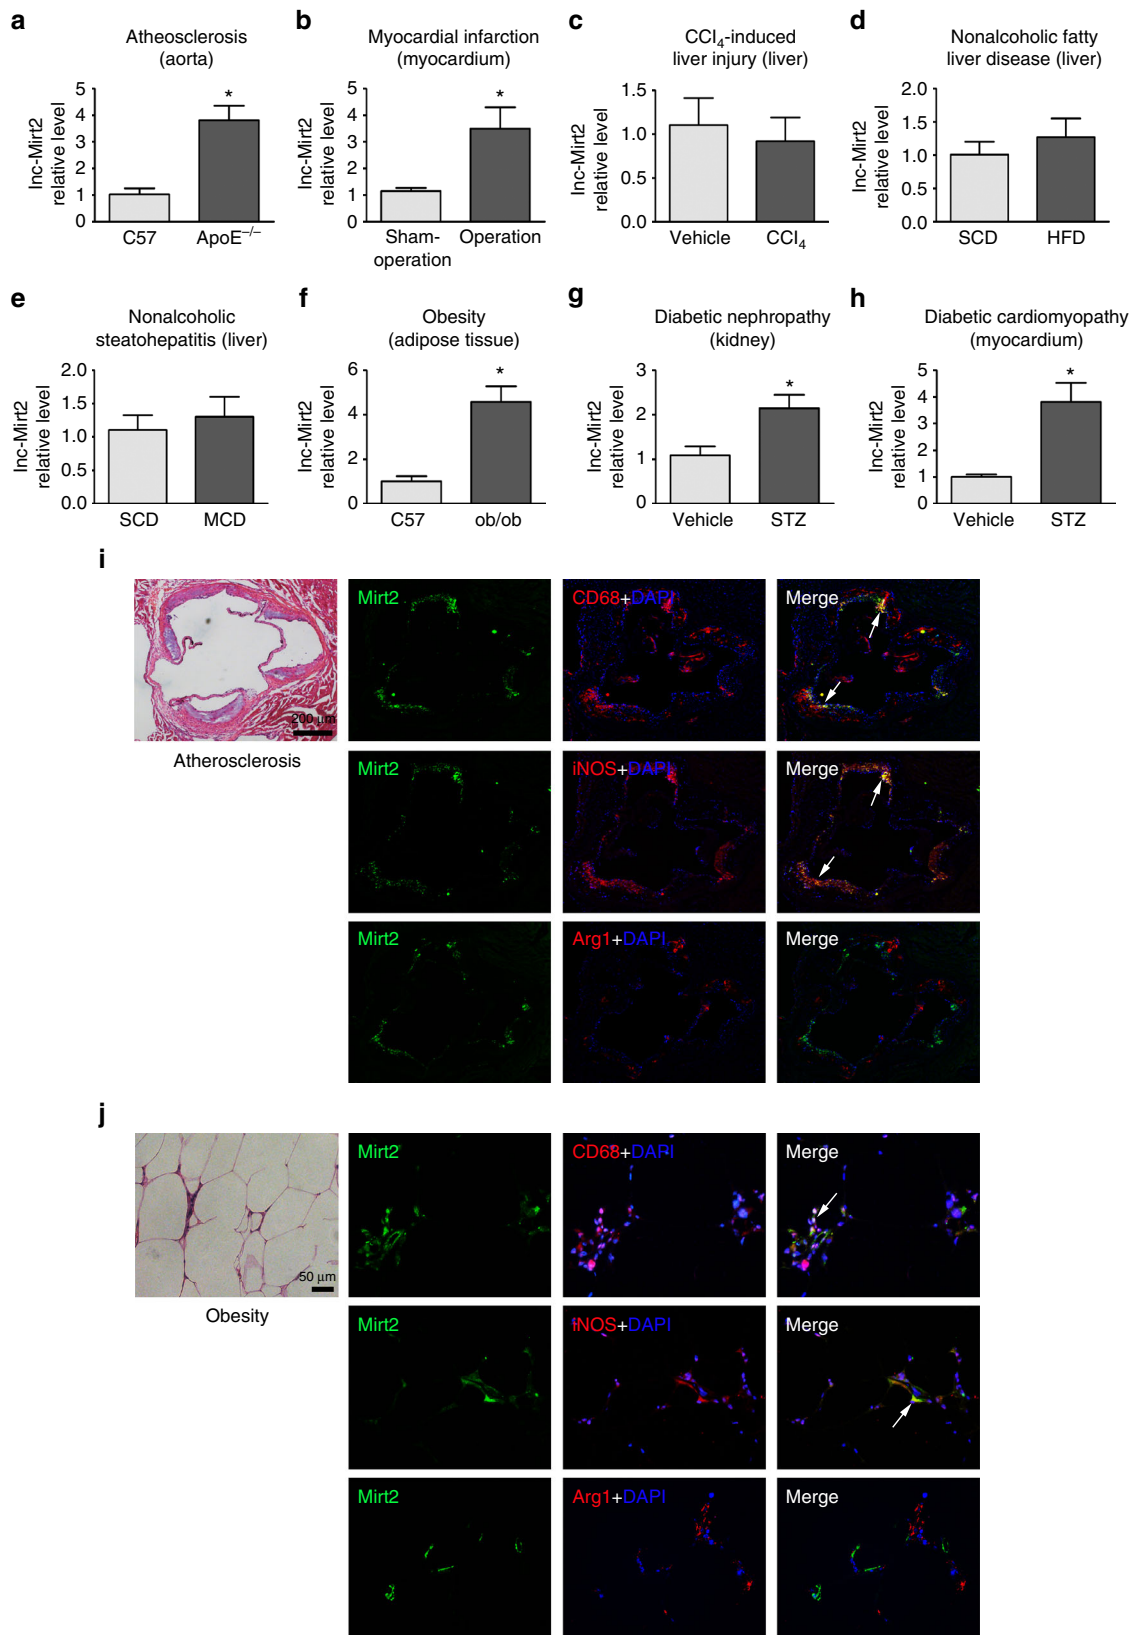 a
Atheosclerosis
(aorta)
lnc-Mirt2
relative level
5
4
3
2
1
0
*
C57
ApoE–/–
b
Myocardial infarction
(myocardium)
lnc-Mirt2
relative level
5
4
3
2
1
0
*
Sham-
operation
Operation
c
CCl4-induced
liver injury (liver)
lnc-Mirt2
relative level
1.5
1.0
0.5
0.0
Vehicle
CCl4
d
Nonalcoholic fatty
liver disease (liver)
lnc-Mirt2
relative level
2.0
1.5
1.0
0.5
0.0
SCD
HFD
e
Nonalcoholic
steatohepatitis (liver)
lnc-Mirt2
relative level
2.0
1.5
1.0
0.5
0.0
SCD
MCD
f
Obesity
(adipose tissue)
lnc-Mirt2
relative level
6
4
2
0
*
C57
ob/ob
g
Diabetic nephropathy
(kidney)
lnc-Mirt2
relative level
3
2
1
0
*
Vehicle
STZ
h
Diabetic cardiomyopathy
(myocardium)
lnc-Mirt2
relative level
5
4
3
2
1
0
*
Vehicle
STZ
i
200 μm
Atherosclerosis
Mirt2
CD68+DAPI
Merge
Mirt2
iNOS+DAPI
Merge
Mirt2
Arg1+DAPI
Merge
j
50 μm
Obesity
Mirt2
CD68+DAPI
Merge
Mirt2
iNOS+DAPI
Merge
Mirt2
Arg1+DAPI
Merge